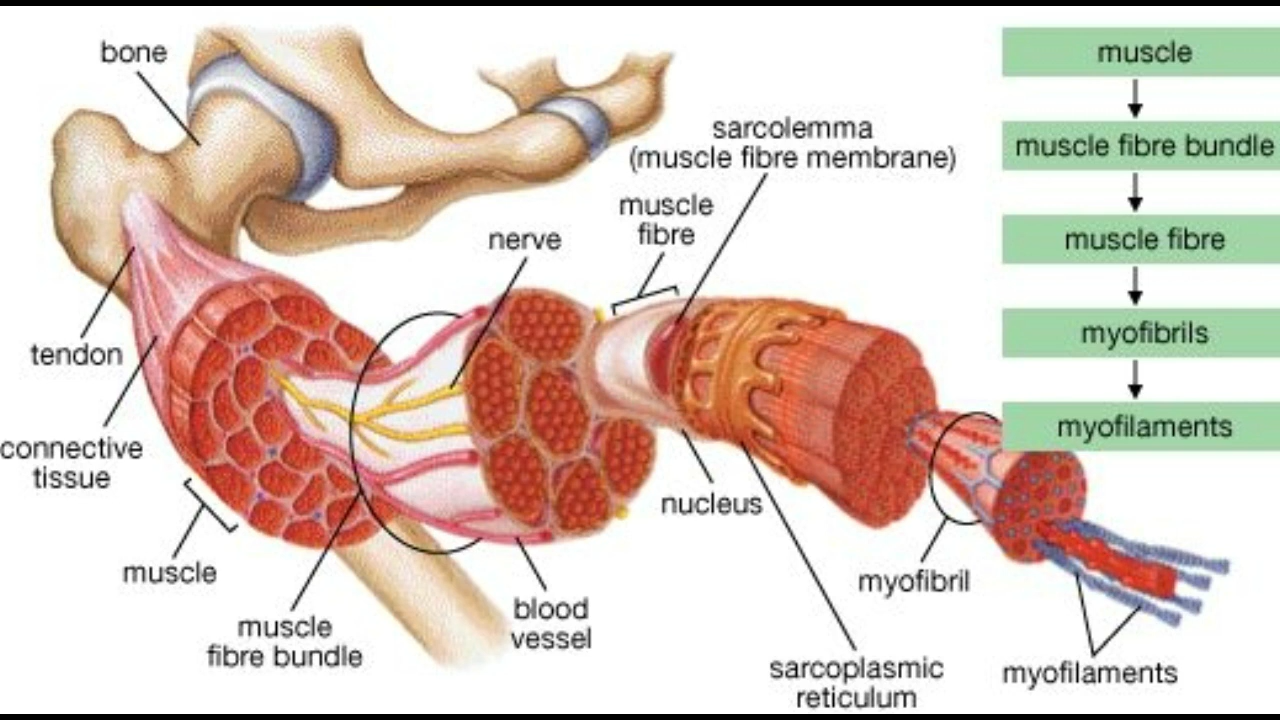 bone
sarcolemma
(muscle fibre membrane)
muscle
fibre
nerve
tendon
connective
tissue
muscle
muscle
fibre bundle
blood
vessel
nucleus
sarcoplasmic
reticulum
myofibril
myofilaments
muscle
muscle fibre bundle
muscle fibre
myofibrils
myofilaments